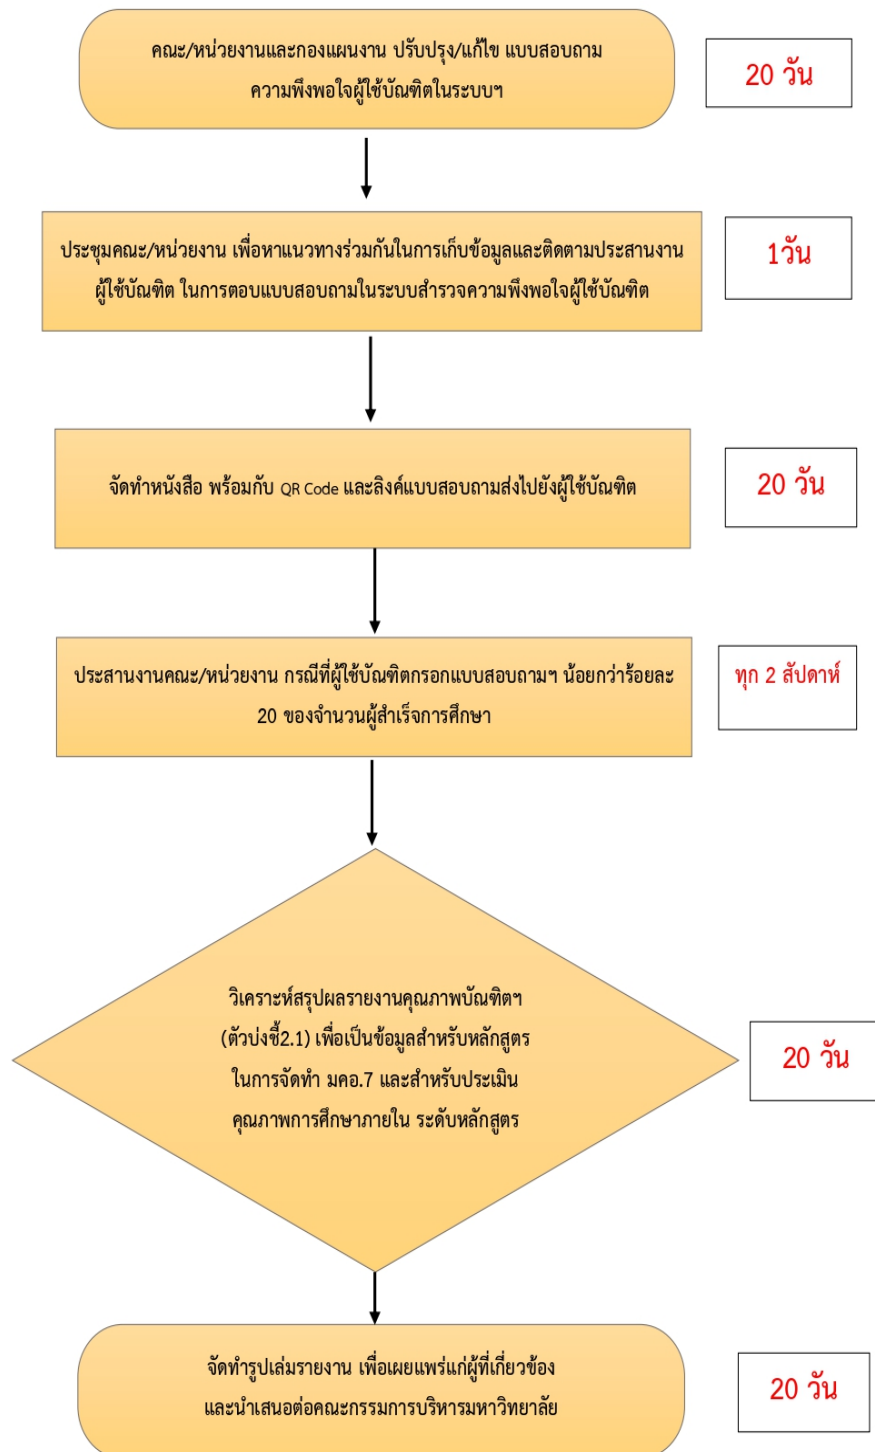 คณะ/หน่วยงานและกองแผนงาน ปรับปรุง/แก้ไข แบบสอบถาม
ความพึงพอใจผู้ใช้บัณฑิตในระบบฯ
20 วัน
ประชุมคณะ/หน่วยงาน เพื่อหาแนวทางร่วมกันในการเก็บข้อมูลและติดตามประสานงาน
ผู้ใช้บัณฑิต ในการตอบแบบสอบถามในระบบสำรวจความพึงพอใจผู้ใช้บัณฑิต
1วัน
จัดทำหนังสือ พร้อมกับ QR Code และลิงค์แบบสอบถามส่งไปยังผู้ใช้บัณฑิต
20 วัน
ประสานงานคณะ/หน่วยงาน กรณีที่ผู้ใช้บัณฑิตกรอกแบบสอบถามฯ น้อยกว่าร้อยละ
20 ของจำนวนผู้สำเร็จการศึกษา
ทุก 2 สัปดาห์
วิเคราะห์สรุปผลรายงานคุณภาพบัณฑิตฯ
(ตัวบ่งชี้2.1) เพื่อเป็นข้อมูลสำหรับหลักสูตร
ในการจัดทำ มคอ.7 และสำหรับประเมิน
คุณภาพการศึกษาภายใน ระดับหลักสูตร
20 วัน
จัดทำรูปเล่มรายงาน เพื่อเผยแพร่แก่ผู้ที่เกี่ยวข้อง
และนำเสนอต่อคณะกรรมการบริหารมหาวิทยาลัย
20 วัน